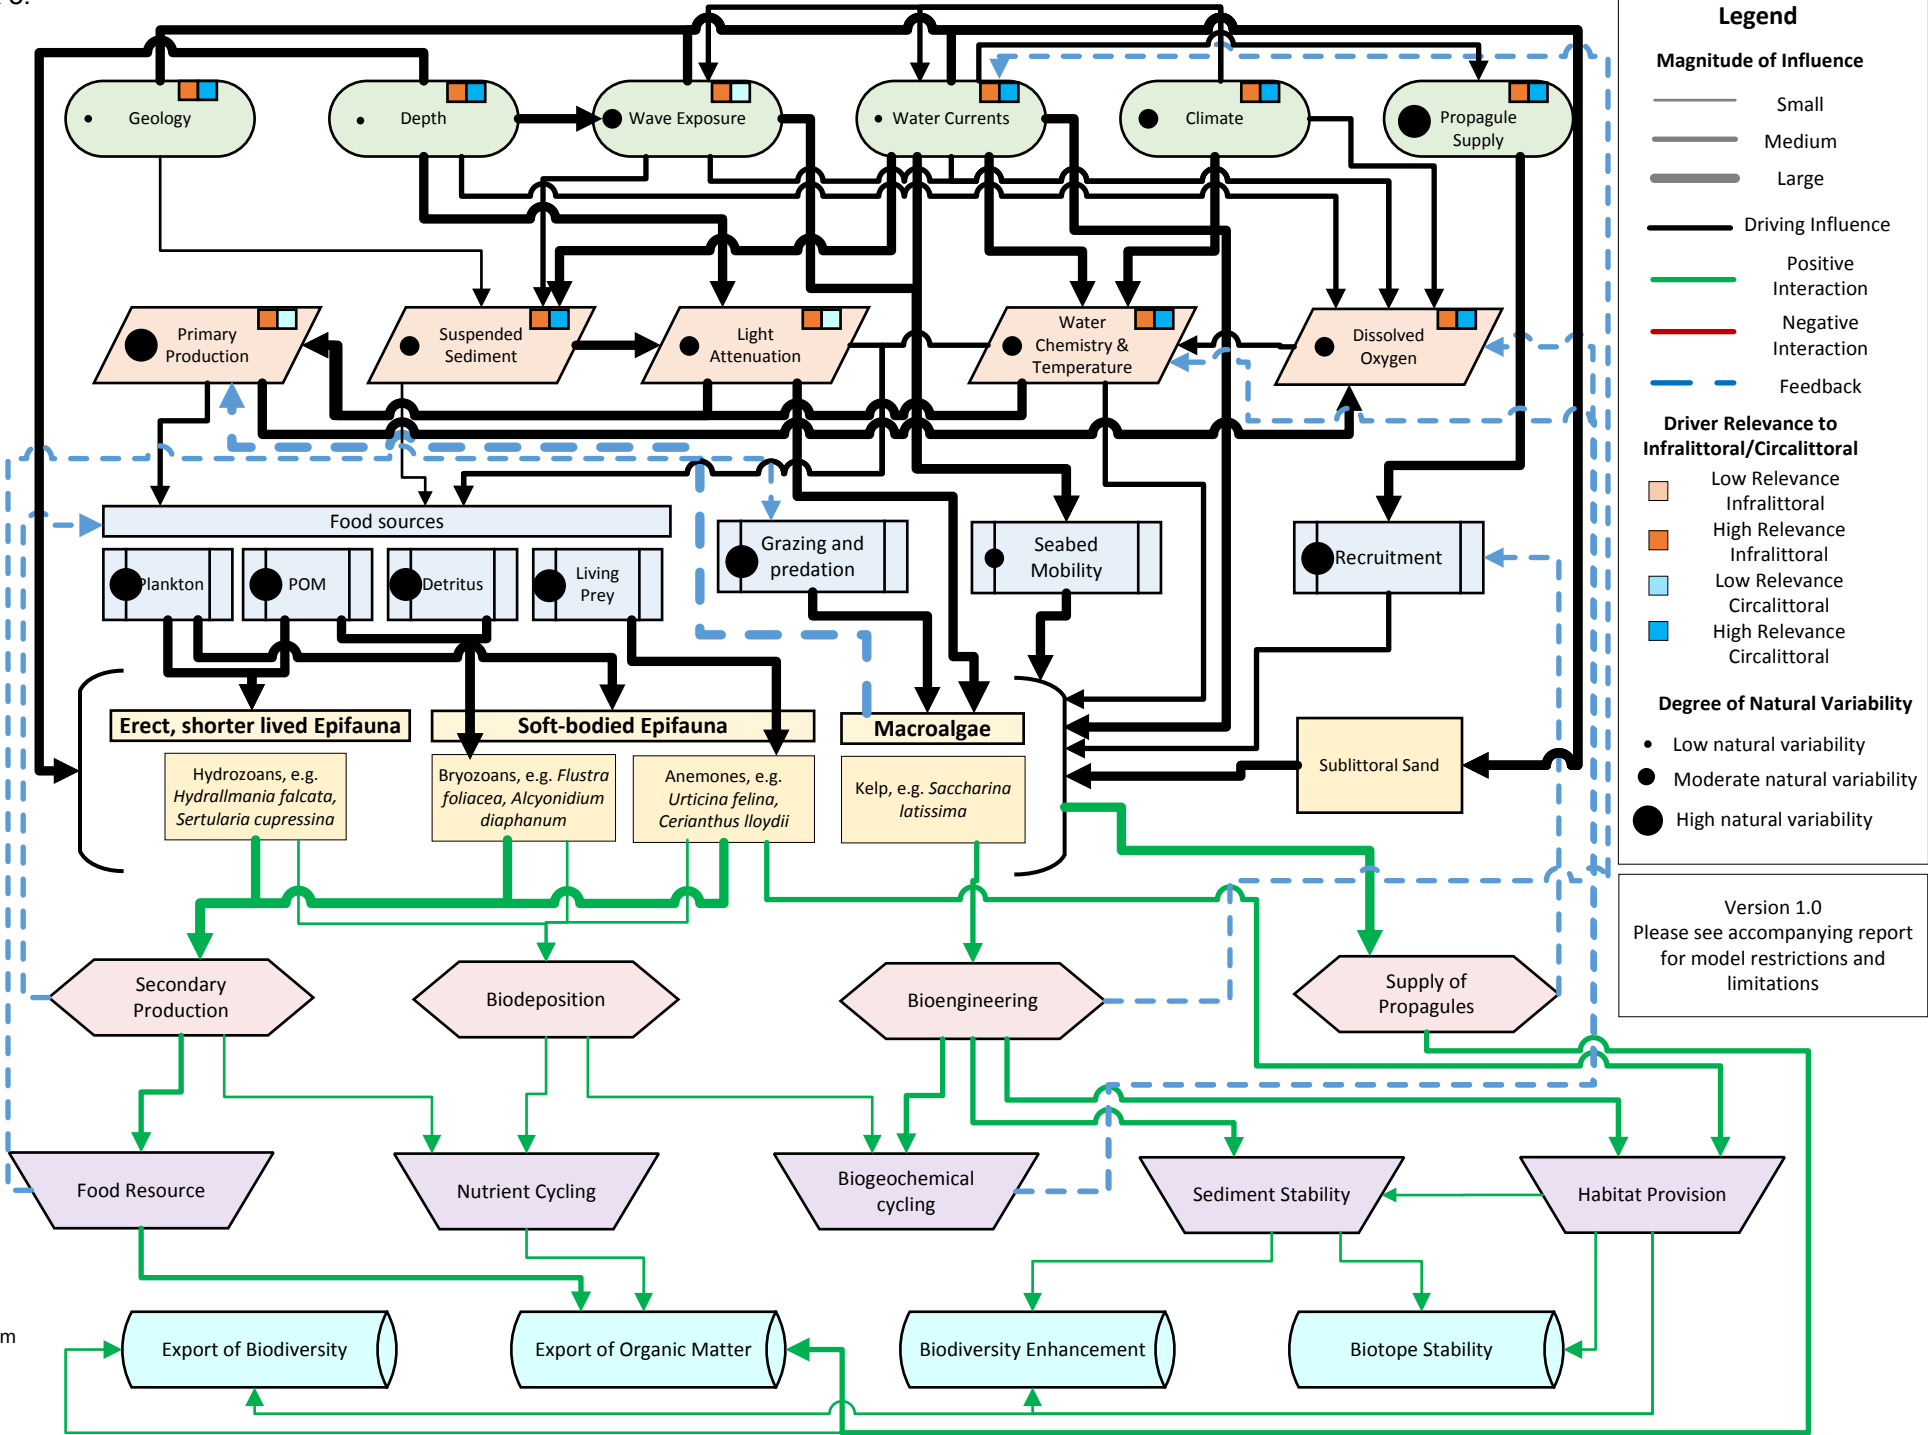 Geology
Depth
Wave Exposure
Water Currents
Climate
Propagule
Supply
Primary
Production
Suspended
Sediment
Light
Attenuation
Water
Chemistry &
Temperature
Dissolved
Oxygen
Food sources
Plankton
POM
Detritus
Living
Prey
Grazing and
predation
Seabed
Mobility
Recruitment
Erect, shorter lived Epifauna
Soft-bodied Epifauna
Macroalgae
Hydrozoans, e.g.
Hydrallmania falcata,
Sertularia cupressina
Bryozoans, e.g. Flustra
foliacea, Alcyonidium
diaphanum
Anemones, e.g.
Urticina felina,
Cerianthus lloydii
Kelp, e.g. Saccharina
latissima
Sublittoral Sand
Secondary
Production
Biodeposition
Bioengineering
Supply of
Propagules
Food Resource
Nutrient Cycling
Biogeochemical
cycling
Sediment Stability
Habitat Provision
m
Export of Biodiversity
Export of Organic Matter
Biodiversity Enhancement
Biotope Stability
Legend
Magnitude of Influence
Small
Medium
Large
Driving Influence
Positive
Interaction
Negative
Interaction
Feedback
Driver Relevance to
Infralittoral/Circalittoral
Low Relevance
Infralittoral
High Relevance
Infralittoral
Low Relevance
Circalittoral
High Relevance
Circalittoral
Degree of Natural Variability
Low natural variability
Moderate natural variability
High natural variability
Version 1.0
Please see accompanying report
for model restrictions and
limitations